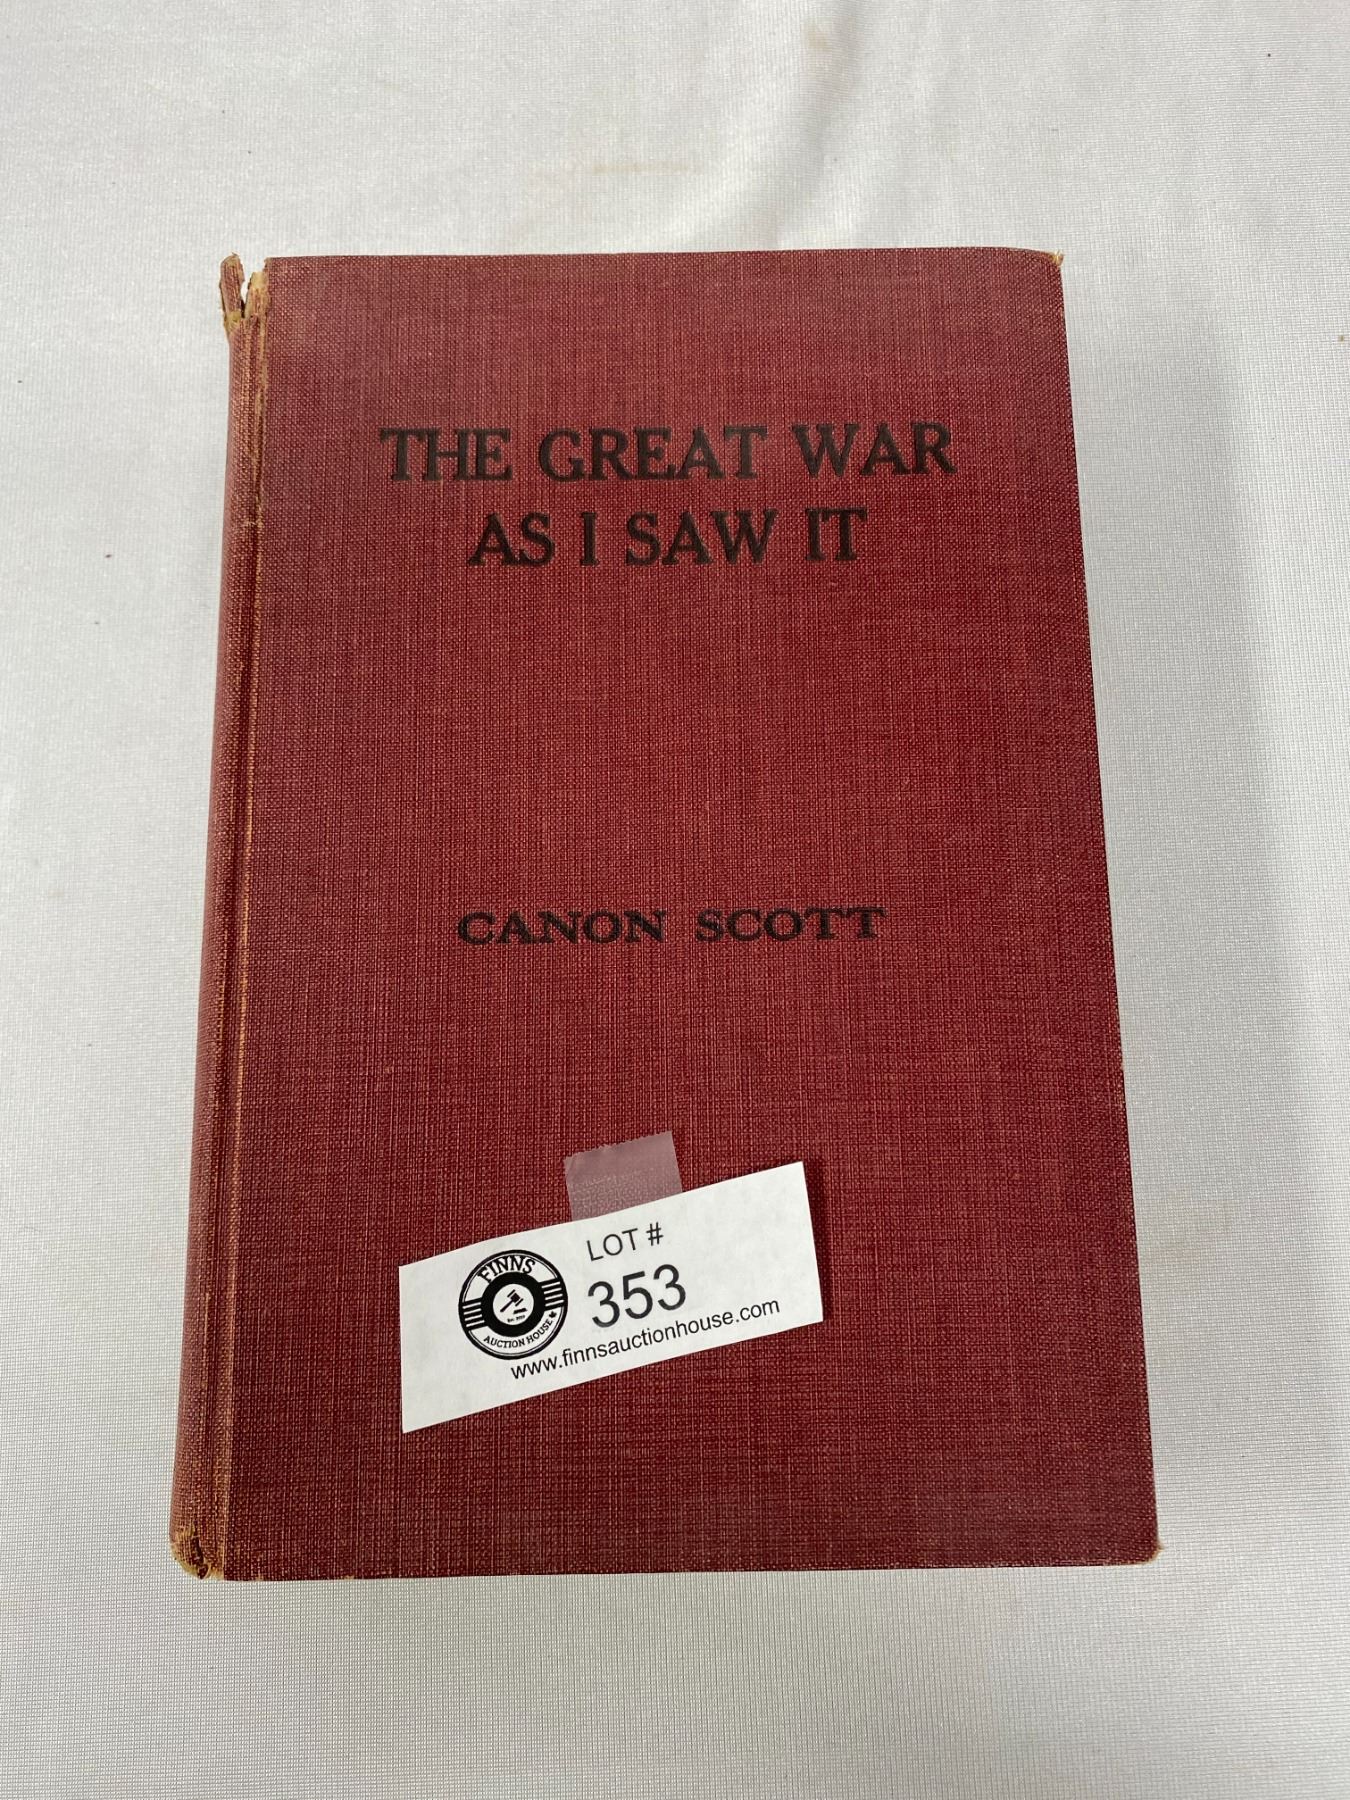 THE GREAT WAR
AS I SAW IT
CANON SCOTT
LOT #
353
FINNS
AUCTION HOUSE
www.finnsauctionhouse.com